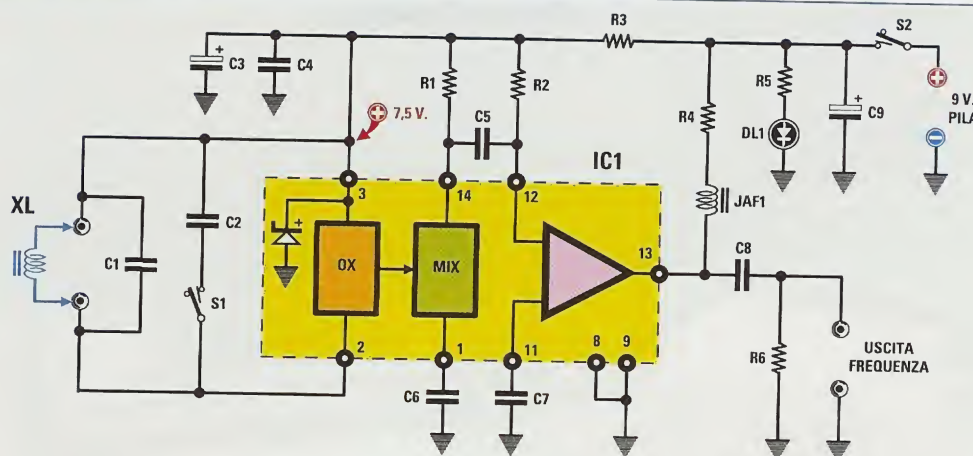 R3
S2
C3
C4
R1
R2
R5
R4
C9
9 V.
PILA
7,5 V.
C5
DL1
IC1
3
14
12
JAF1
XL
C2
C1
OX
MIX
13
C8
S1
2
1
11
8
9
R6
USCITA
FREQUENZA
C6
C7